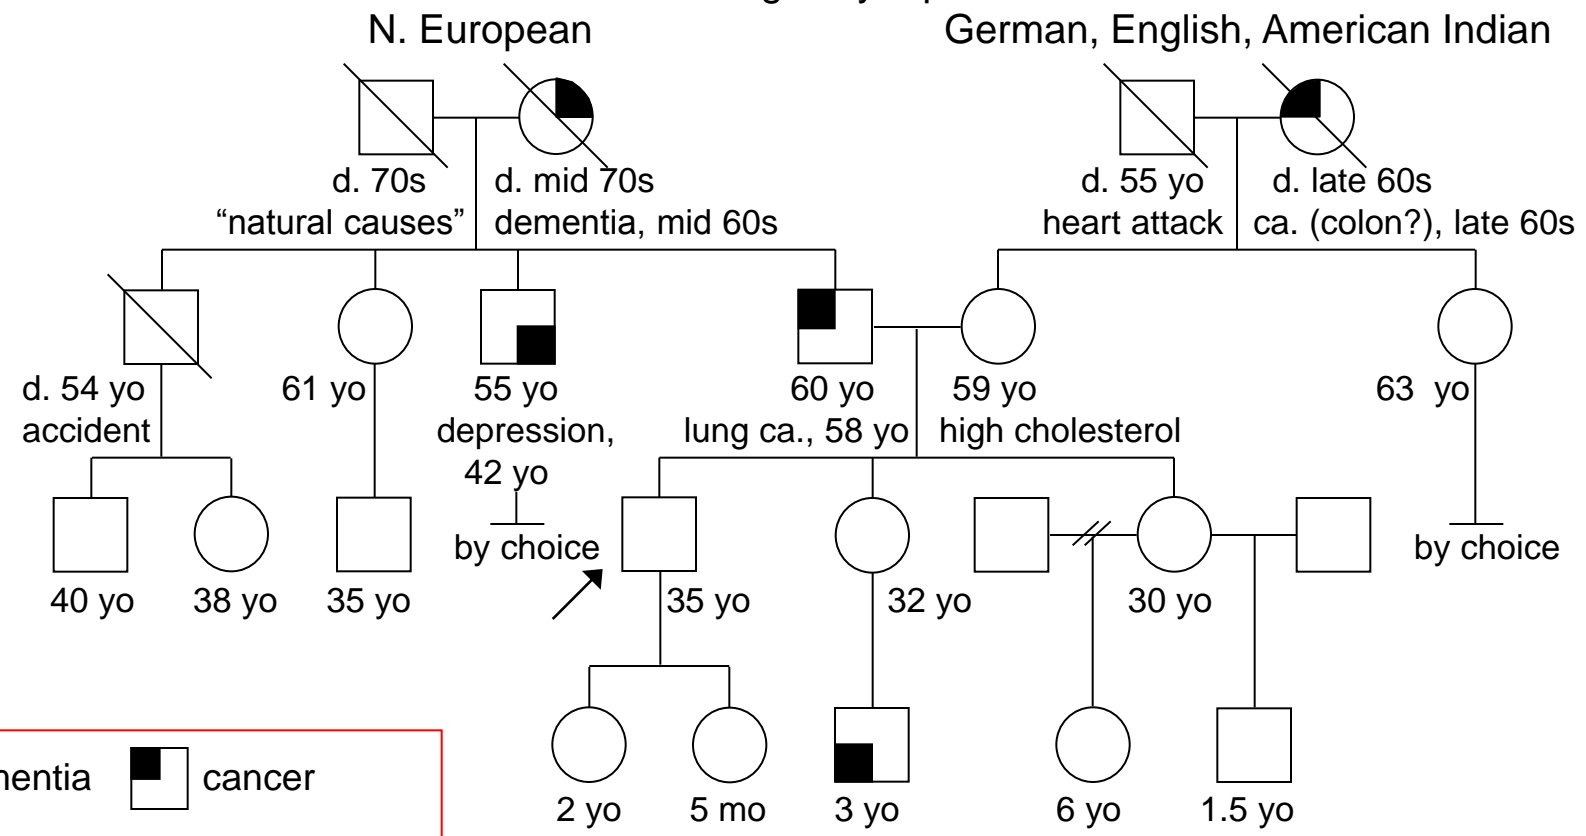 N. European
German, English, American Indian
d. 70s
"natural causes"
d. mid 70s
dementia, mid 60s
d. 55 yo
heart attack
d. late 60s
ca. (colon?), late 60s
d. 54 yo
accident
61 yo
55 yo
depression,
42 yo
by choice
60 yo
lung ca., 58 yo
59 yo
high cholesterol
63 yo
by choice
40 yo
38 yo
35 yo
35 yo
32 yo
30 yo
2 yo
5 mo
3 yo
6 yo
1.5 yo
cancer